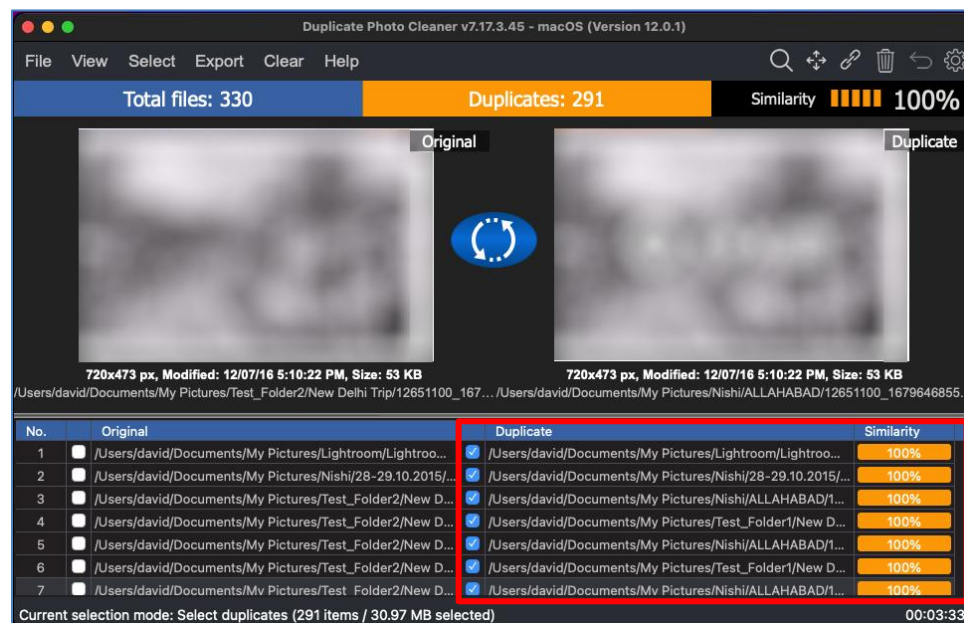 Duplicate Photo Cleaner v7.17.3.45 - macOS (Version 12.0.1)
File View Select Export Clear Help
Total files: 330 Duplicates: 291 Similarity 100%
Original Duplicate
720x473 px, Modified: 12/07/16 5:10:22 PM, Size: 53 KB 720x473 px, Modified: 12/07/16 5:10:22 PM, Size: 53 KB
/Users/david/Documents/My Pictures/Test_Folder2/New Delhi Trip/12651100_167... /Users/david/Documents/My Pictures/Nishi/ALLAHABAD/12651100_1679646855.
No. Original Duplicate Similarity
1 /Users/david/Documents/My Pictures/Lightroom/Lightroo... /Users/david/Documents/My Pictures/Lightroom/Lightroo... 100%
2 /Users/david/Documents/My Pictures/Nishi/28-29.10.2015/... /Users/david/Documents/My Pictures/Nishi/28-29.10.2015/... 100%
3 /Users/david/Documents/My Pictures/Test_Folder2/New D... /Users/david/Documents/My Pictures/Nishi/ALLAHABAD/1... 100%
4 /Users/david/Documents/My Pictures/Test_Folder2/New D... /Users/david/Documents/My Pictures/Test_Folder1/New D... 100%
5 /Users/david/Documents/My Pictures/Test_Folder2/New D... /Users/david/Documents/My Pictures/Nishi/ALLAHABAD/1... 100%
6 /Users/david/Documents/My Pictures/Test_Folder2/New D... /Users/david/Documents/My Pictures/Test_Folder1/New D... 100%
7 /Users/david/Documents/My Pictures/Test_Folder2/New D... /Users/david/Documents/My Pictures/Nishi/ALLAHABAD/1... 100%
Current selection mode: Select duplicates (291 items / 30.97 MB selected) 00:03:33